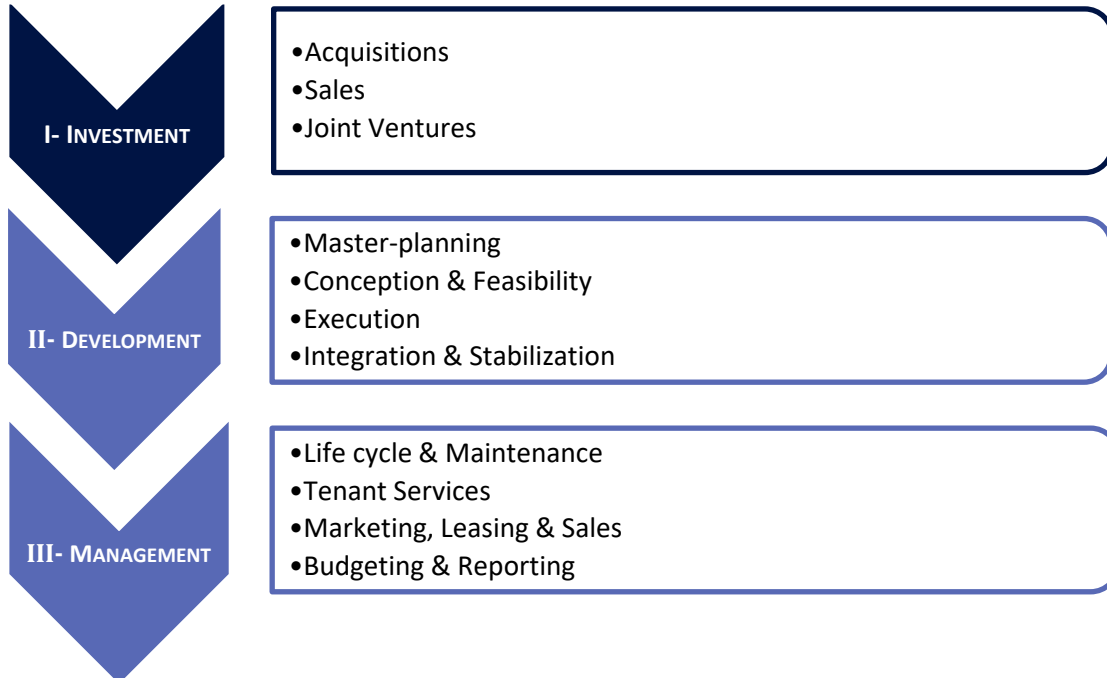 I- INVESTMENT
•Acquisitions
•Sales
•Joint Ventures
II- DEVELOPMENT
•Master-planning
•Conception & Feasibility
•Execution
•Integration & Stabilization
III- MANAGEMENT
•Life cycle & Maintenance
•Tenant Services
•Marketing, Leasing & Sales
•Budgeting & Reporting